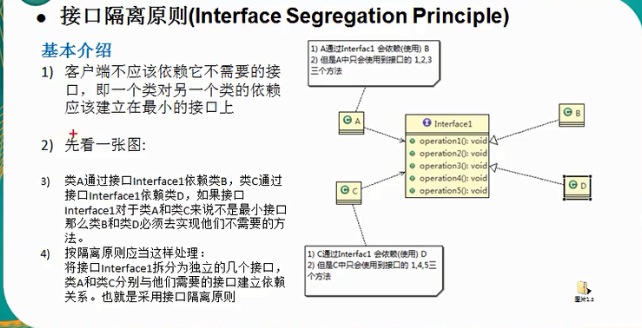 • 接口隔离原则(Interface Segregation Principle)
基本介绍
1) 客户端不应该依赖它不需要的接
口，即一个类对另一个类的依赖
应该建立在最小的接口上
2) 先看一张图:
3) 类A通过接口Interface1依赖类B，类C通过
接口Interface1依赖类D，如果接口
Interface1对于类A和类C来说不是最小接口
那么类B和类D必须去实现他们不需要的方
法。
4) 按隔离原则应当这样处理：
将接口Interface1拆分为独立的几个接口，
类A和类C分别与他们需要的接口建立依赖
关系。也就是采用接口隔离原则
1) A通过Interfac1 会依赖(使用) B
2) 但是A中只会使用到接口的 1,2,3
三个方法
A
C
Interface1
operation1(): void
operation2(): void
operation3(): void
operation4(): void
operation5(): void
B
D
1) C通过Interfac1 会依赖(使用) D
2) 但是C中只会使用到接口的 1,4,5三
个方法
图片1.z